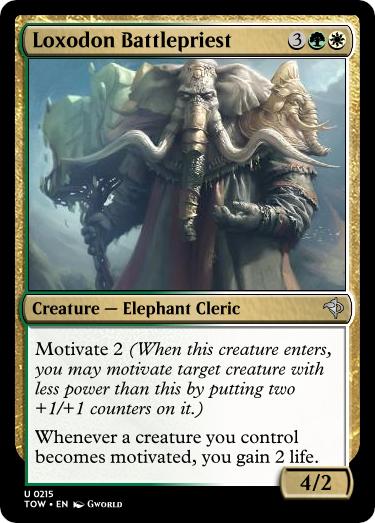 Loxodon Battlepriest 3
Creature — Elephant Cleric
Motivate 2 (When this creature enters,
you may motivate target creature with
less power than this by putting two
+1/+1 counters on it.)
Whenever a creature you control
becomes motivated, you gain 2 life.
4/2
U 0215
TOW • EN Gworld